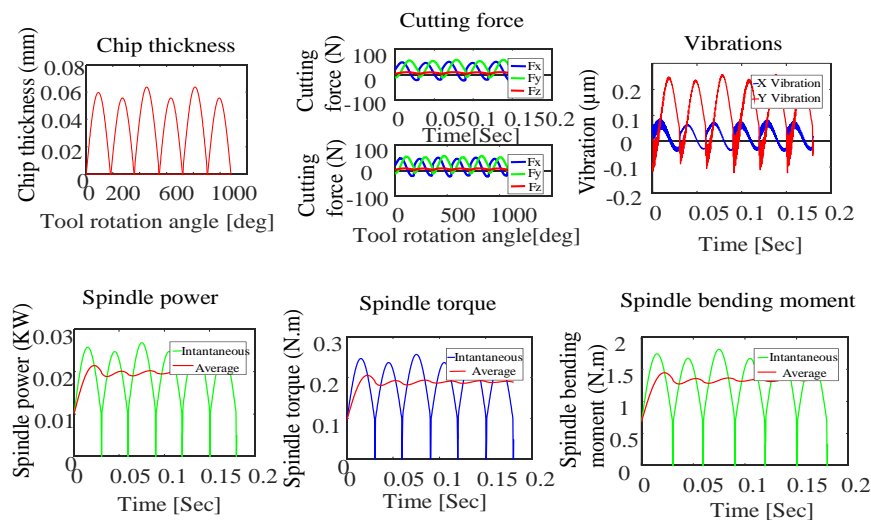 Chip thickness
Chip thickness (mm)
0.08
0.06
0.04
0.02
0
0
200
600
1000
Tool rotation angle [deg]
Cutting force
Cutting
force (N)
100
0
-100
Fx
Fy
Fz
0
0.05
0.1
0.15
0.2
Time[Sec]
Cutting
force (N)
100
0
-100
Fx
Fy
Fz
0
500
1000
Tool rotation angle[deg]
Vibrations
Vibration (μm)
0.2
0.1
0
-0.1
-0.2
X Vibration
Y Vibration
0
0.05
0.1
0.15
0.2
Time [Sec]
Spindle power
Spindle power (KW)
0.03
0.02
0.01
0
Intantaneous
Average
0
0.05
0.1
0.15
0.2
Time [Sec]
Spindle torque
Spindle torque (N.m)
0.3
0.2
0.1
0
Intantaneous
Average
0
0.05
0.1
0.15
0.2
Time [Sec]
Spindle bending moment
Spindle bending
moment (N.m)
2
1.5
1
0.5
0
Intantaneous
Average
0
0.05
0.1
0.15
0.2
Time [Sec]